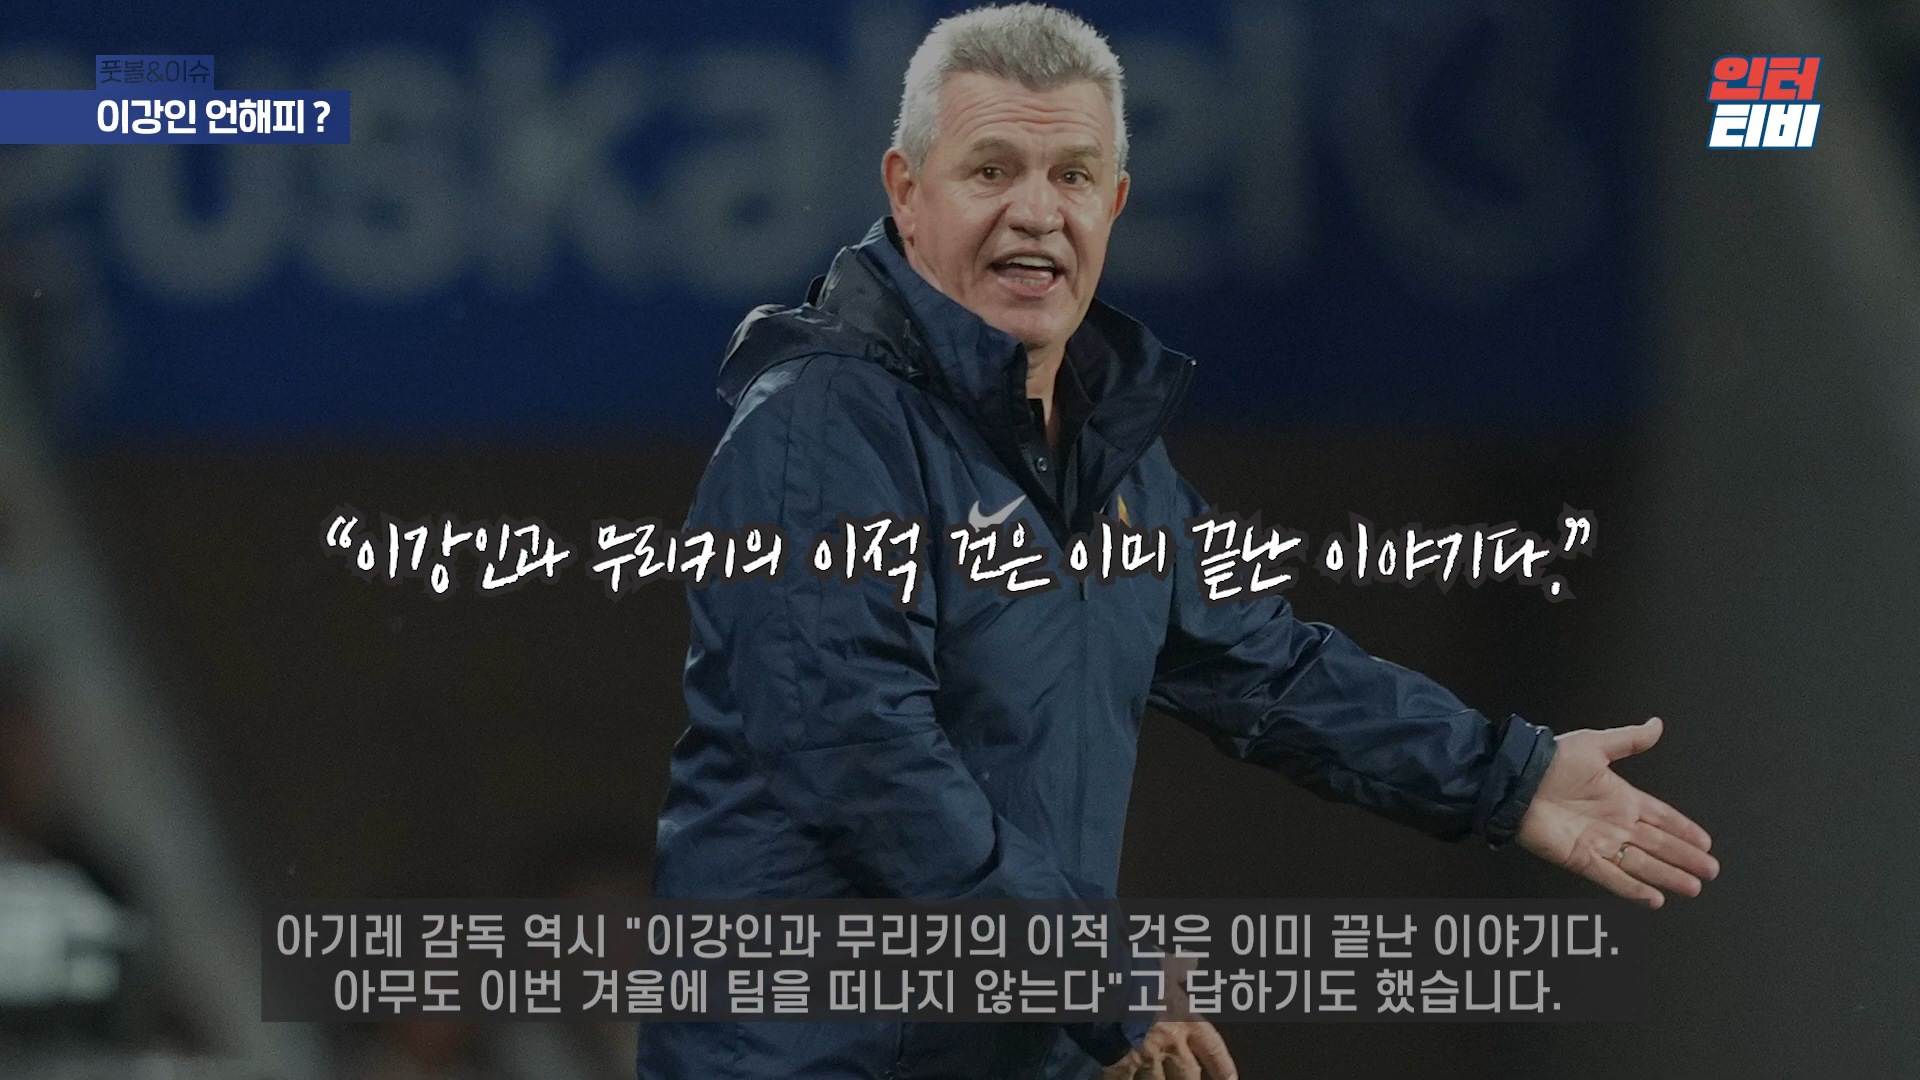 풋볼&이슈
이강인 언해피?
인터
티비
"이강인과 무리키의 이적 건은 이미 끝난 이야기다."
아기레 감독 역시 "이강인과 무리키의 이적 건은 이미 끝난 이야기다.
아무도 이번 겨울에 팀을 떠나지 않는다"고 답하기도 했습니다.